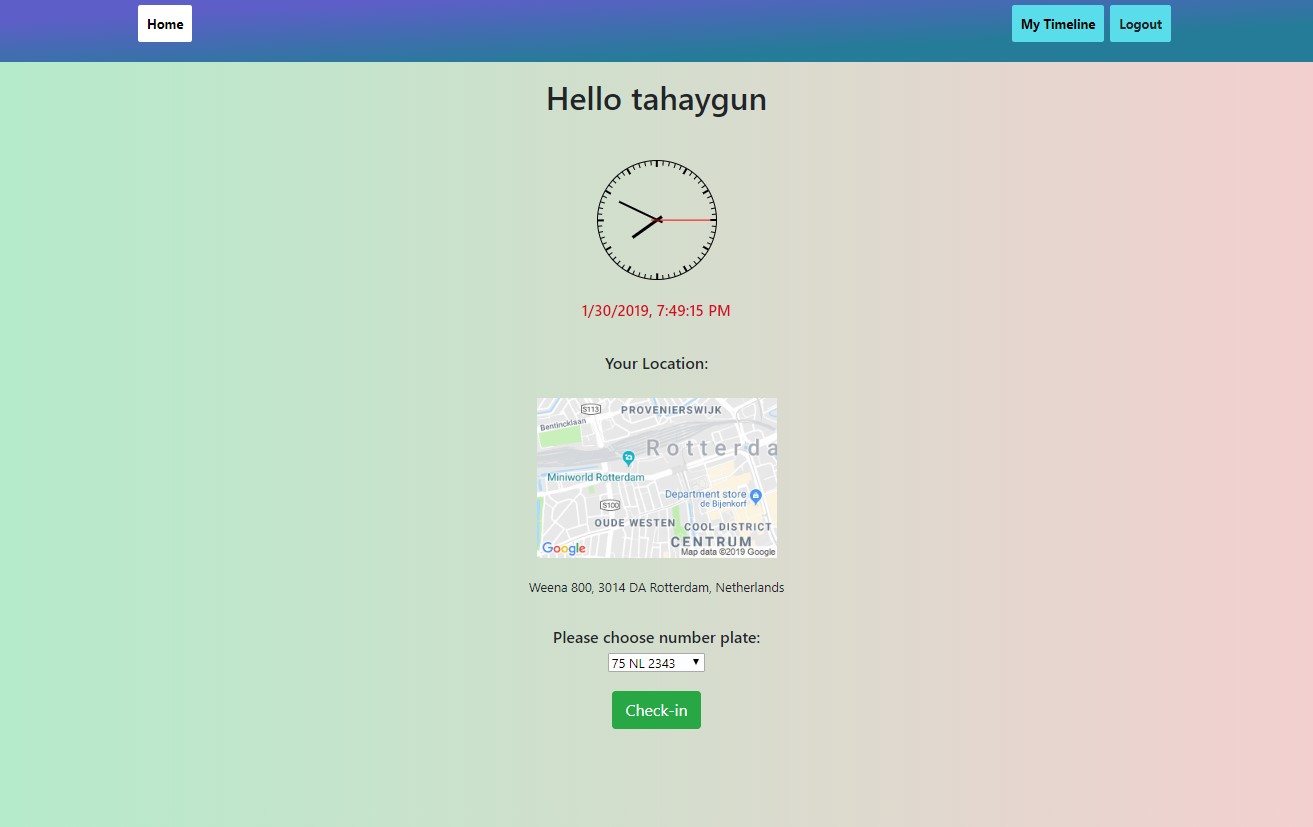 Home
My Timeline
Logout
Hello tahaygun
1/30/2019, 7:49:15 PM
Your Location:
S113
PROVENIERSWIJK
Bentincklaan
Rotterda
Miniworld Rotterdam
Department store
de Bijenkorf
S100
OUDE WESTEN
COOL DISTRICT
CENTRUM
Google
Map data ©2019 Google
Weena 800, 3014 DA Rotterdam, Netherlands
Please choose number plate:
75 NL 2343
Check-in